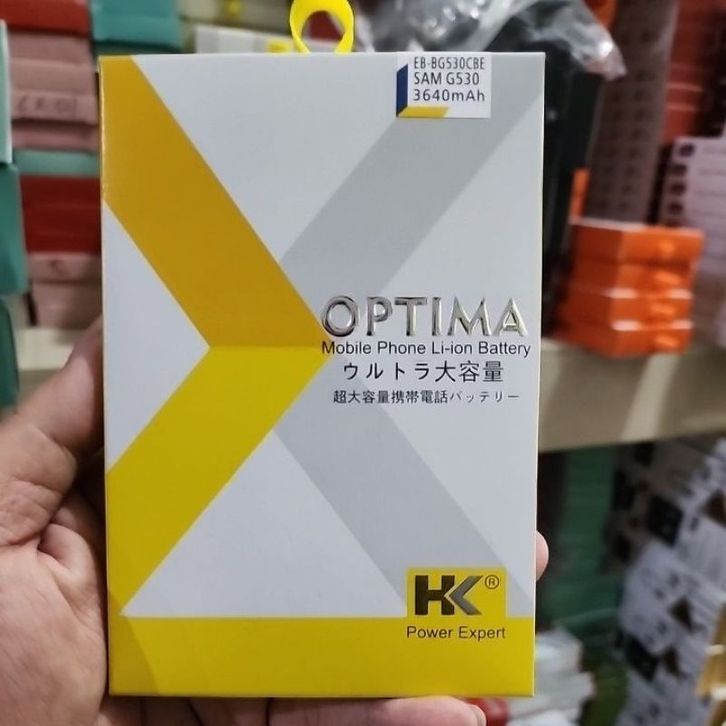 EB-BG530CBE
SAM G530
3640mAh
OPTIMA
Mobile Phone Li-ion Battery
ウルトラ大容量
超大容量携帯電話バッテリー
HK®
Power Expert